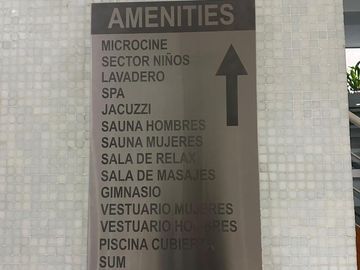 AMENITIES
MICROCINE
SECTOR NIÑOS
LAVADERO
SPA
JACUZZI
SAUNA HOMBRES
SAUNA MUJERES
SALA DE RELAX
SALA DE MASAJES
GIMNASIO
VESTUARIO MUJERES
VESTUARIO HOMBRES
PISCINA CUBIERTA
SUM